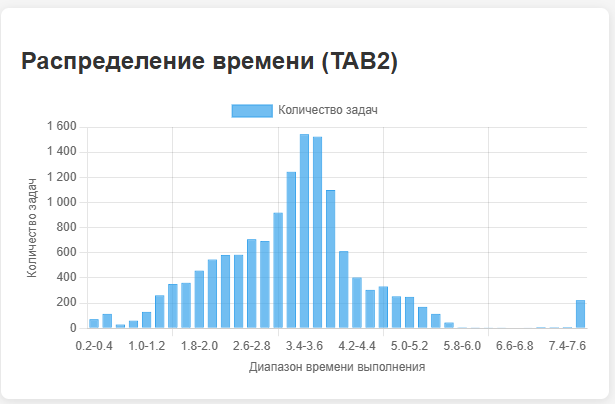 Распределение времени (TAB2)
Количество задач
1 600
1 400
1 200
1 000
800
600
400
200
0
Количество задач
0.2-0.4 1.0-1.2 1.8-2.0 2.6-2.8 3.4-3.6 4.2-4.4 5.0-5.2 5.8-6.0 6.6-6.8 7.4-7.6
Диапазон времени выполнения